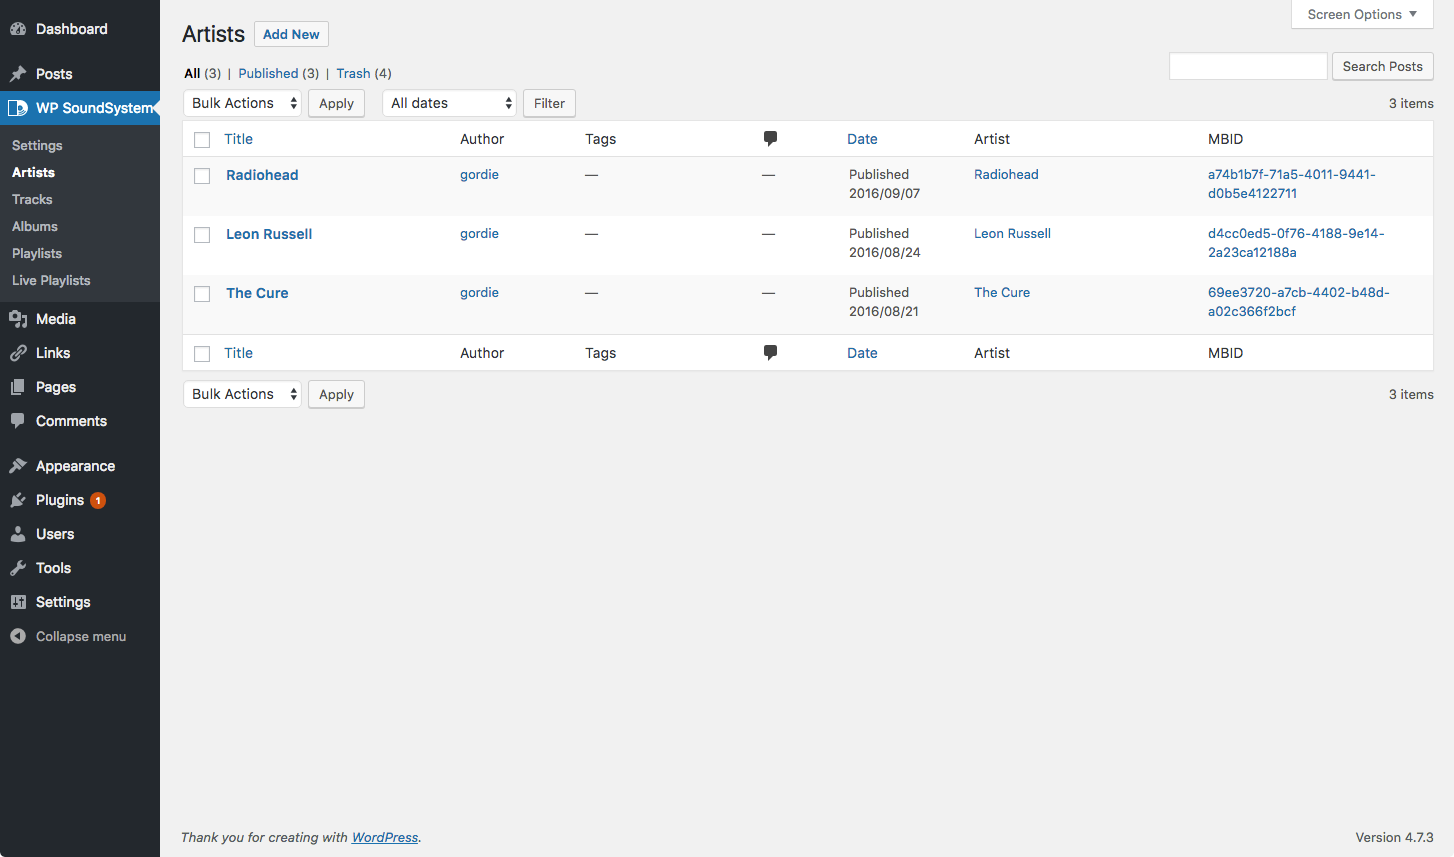 Dashboard
Posts
WP SoundSystem
Settings
Artists
Tracks
Albums
Playlists
Live Playlists
Media
Links
Pages
Comments
Appearance
Plugins 1
Users
Tools
Settings
Collapse menu
Screen Options
Artists Add New
All (3) | Published (3) | Trash (4)
Search Posts
Bulk Actions Apply All dates Filter 3 items
Title Author Tags Date Artist MBID
Radiohead gordie — — Published Radiohead a74b1b7f-71a5-4011-9441-
2016/09/07 d0b5e4122711
Leon Russell gordie — — Published Leon Russell d4cc0ed5-0f76-4188-9e14-
2016/08/24 2a23ca12188a
The Cure gordie — — Published The Cure 69ee3720-a7cb-4402-b48d-
2016/08/21 a02c366f2bcf
Title Author Tags Date Artist MBID
Bulk Actions Apply 3 items
Thank you for creating with WordPress. Version 4.7.3